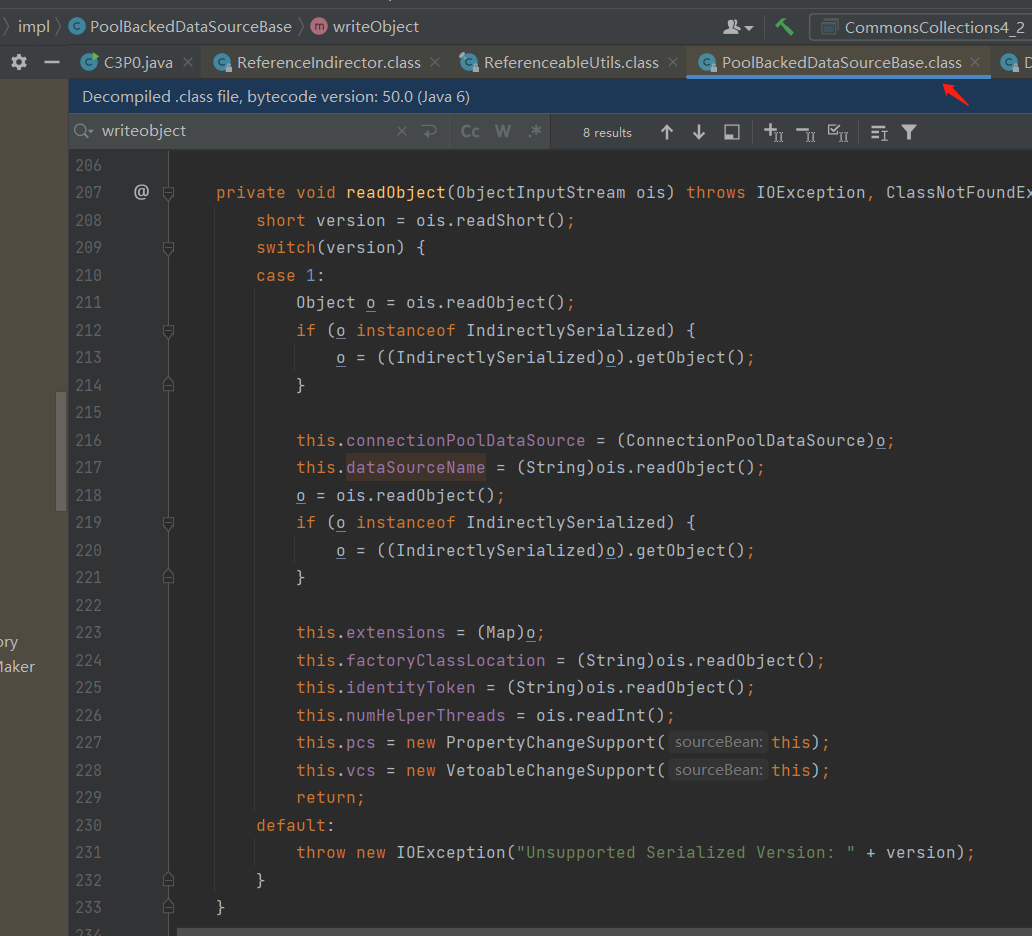 impl PoolBackedDataSourceBase m writeObject CommonsCollections4_2
C C3P0.java ReferenceIndirector.class ReferenceableUtils.class PoolBackedDataSourceBase.class
Decompiled .class file, bytecode version: 50.0 (Java 6)
writeobject Cc W .* 8 results
206
207 @ private void readObject(ObjectInputStream ois) throws IOException, ClassNotFoundEx
208 short version = ois.readShort();
209 switch(version) {
210 case 1:
211 Object o = ois.readObject();
212 if (o instanceof IndirectlySerialized) {
213 o = ((IndirectlySerialized)o).getObject();
214 }
215
216 this.connectionPoolDataSource = (ConnectionPoolDataSource)o;
217 this.dataSourceName = (String)ois.readObject();
218 o = ois.readObject();
219 if (o instanceof IndirectlySerialized) {
220 o = ((IndirectlySerialized)o).getObject();
221 }
222
223 this.extensions = (Map)o;
ory
224 this.factoryClassLocation = (String)ois.readObject();
Maker
225 this.identityToken = (String)ois.readObject();
226 this.numHelperThreads = ois.readInt();
227 this.pcs = new PropertyChangeSupport( sourceBean: this);
228 this.vcs = new VetoableChangeSupport( sourceBean: this);
229 return;
230 default:
231 throw new IOException("Unsupported Serialized Version: " + version);
232 }
233 }
234